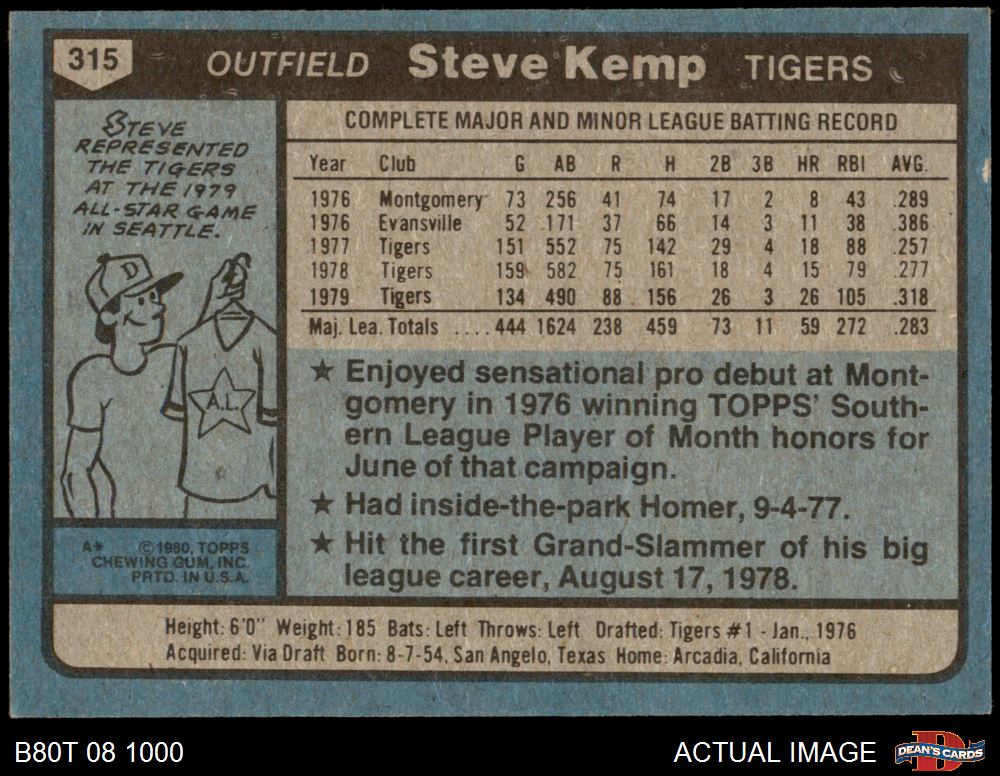 315 OUTFIELD Steve Kemp TIGERS
STEVE
REPRESENTED
THE TIGERS
AT THE 1979
ALL-STAR GAME
IN SEATTLE.
D
A.L.
A* © 1980, TOPPS
CHEWING GUM, INC.
PRTD. IN U.S.A.
COMPLETE MAJOR AND MINOR LEAGUE BATTING RECORD
Year Club G AB R H 2B 3B HR RBI AVG.
1976 Montgomery 73 256 41 74 17 2 8 43 .289
1976 Evansville 52 171 37 66 14 3 11 38 .386
1977 Tigers 151 552 75 142 29 4 18 88 .257
1978 Tigers 159 582 75 161 18 4 15 79 .277
1979 Tigers 134 490 88 156 26 3 26 105 .318
Maj. Lea. Totals .... 444 1624 238 459 73 11 59 272 .283
★ Enjoyed sensational pro debut at Mont-
gomery in 1976 winning TOPPS' South-
ern League Player of Month honors for
June of that campaign.
★ Had inside-the-park Homer, 9-4-77.
★ Hit the first Grand-Slammer of his big
league career, August 17, 1978.
Height: 6'0" Weight: 185 Bats: Left Throws: Left Drafted: Tigers #1 - Jan., 1976
Acquired: Via Draft Born: 8-7-54, San Angelo, Texas Home: Arcadia, California
B80T 08 1000 ACTUAL IMAGE DEAN'S CARDS